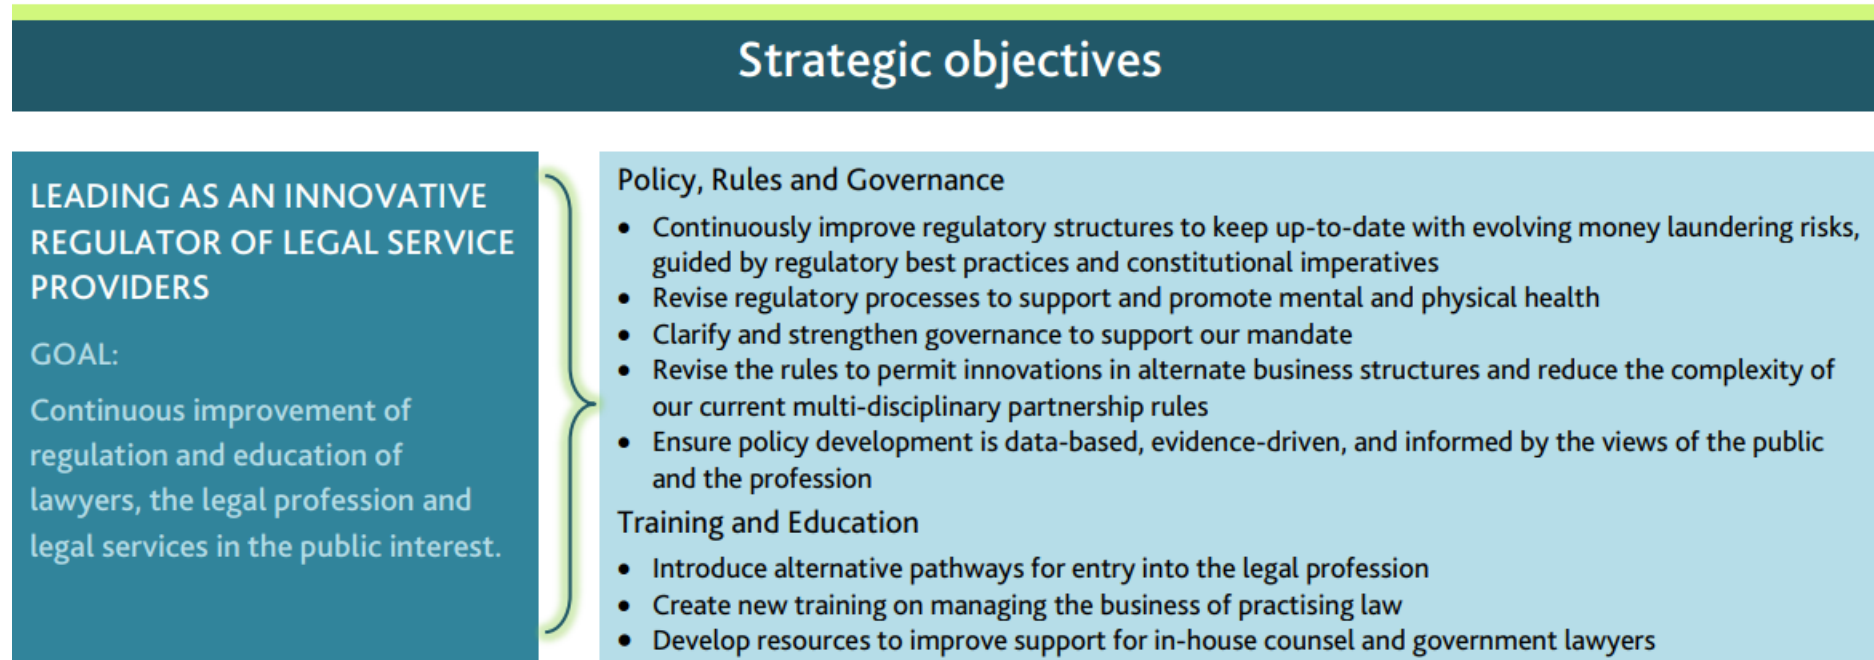 Strategic objectives
LEADING AS AN INNOVATIVE
REGULATOR OF LEGAL SERVICE
PROVIDERS
GOAL:
Continuous improvement of
regulation and education of
lawyers, the legal profession and
legal services in the public interest.
Policy, Rules and Governance
• Continuously improve regulatory structures to keep up-to-date with evolving money laundering risks,
guided by regulatory best practices and constitutional imperatives
• Revise regulatory processes to support and promote mental and physical health
• Clarify and strengthen governance to support our mandate
• Revise the rules to permit innovations in alternate business structures and reduce the complexity of
our current multi-disciplinary partnership rules
• Ensure policy development is data-based, evidence-driven, and informed by the views of the public
and the profession
Training and Education
• Introduce alternative pathways for entry into the legal profession
• Create new training on managing the business of practising law
• Develop resources to improve support for in-house counsel and government lawyers